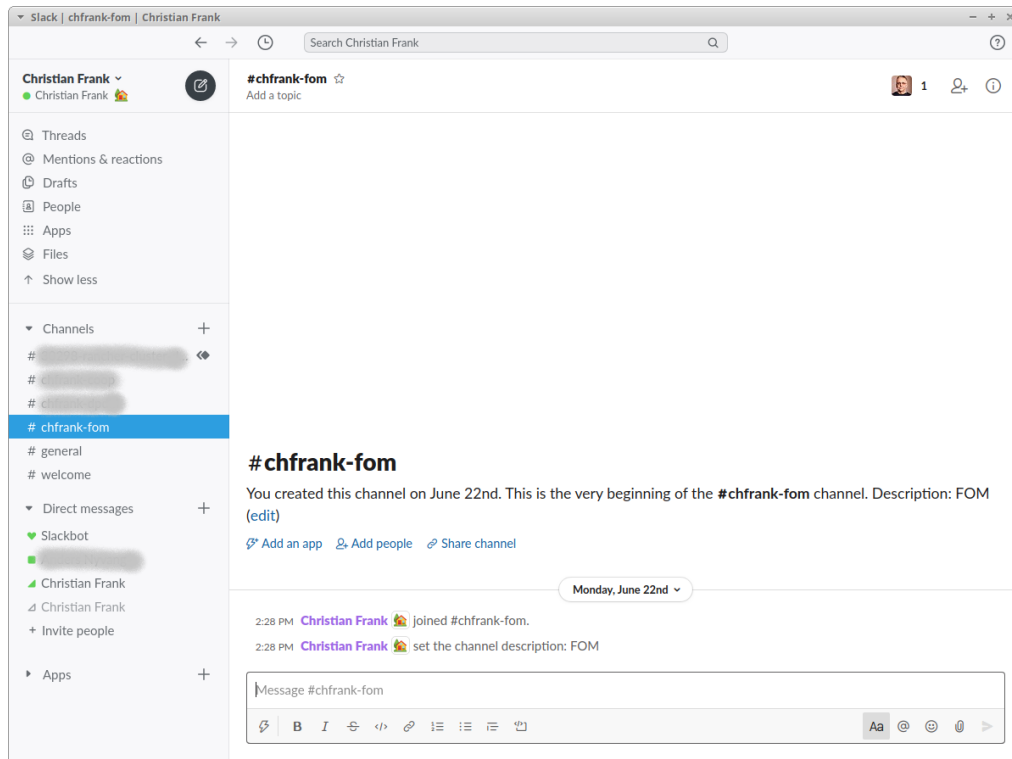 Slack | chfrank-fom | Christian Frank
Search Christian Frank
Christian Frank
Christian Frank
Threads
Mentions & reactions
Drafts
People
Apps
Files
Show less
Channels
#
#
#
# chfrank-fom
# general
# welcome
Direct messages
Slackbot
Christian Frank
Christian Frank
+ Invite people
Apps
#chfrank-fom
Add a topic
1
#chfrank-fom
You created this channel on June 22nd. This is the very beginning of the #chfrank-fom channel. Description: FOM
(edit)
Add an app Add people Share channel
Monday, June 22nd
2:28 PM Christian Frank joined #chfrank-fom.
2:28 PM Christian Frank set the channel description: FOM
Message #chfrank-fom
B I S </> Aa @